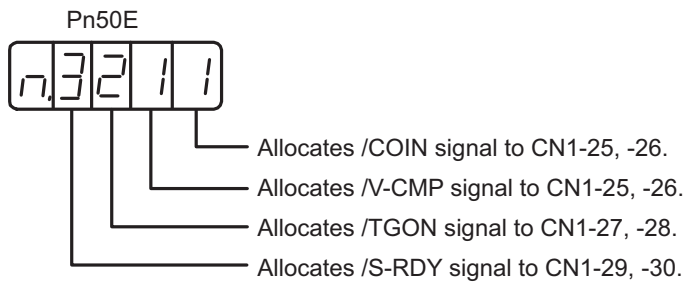 Pn50E
n.3211
Allocates /COIN signal to CN1-25, -26.
Allocates /V-CMP signal to CN1-25, -26.
Allocates /TGON signal to CN1-27, -28.
Allocates /S-RDY signal to CN1-29, -30.